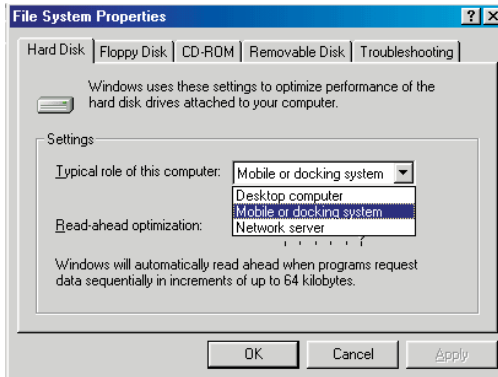 File System Properties
Hard Disk Floppy Disk CD-ROM Removable Disk Troubleshooting
Windows uses these settings to optimize performance of the
hard disk drives attached to your computer.
Settings
Typical role of this computer: Mobile or docking system
Desktop computer
Mobile or docking system
Read-ahead optimization: Network server
Windows will automatically read ahead when programs request
data sequentially in increments of up to 64 kilobytes.
OK Cancel Apply